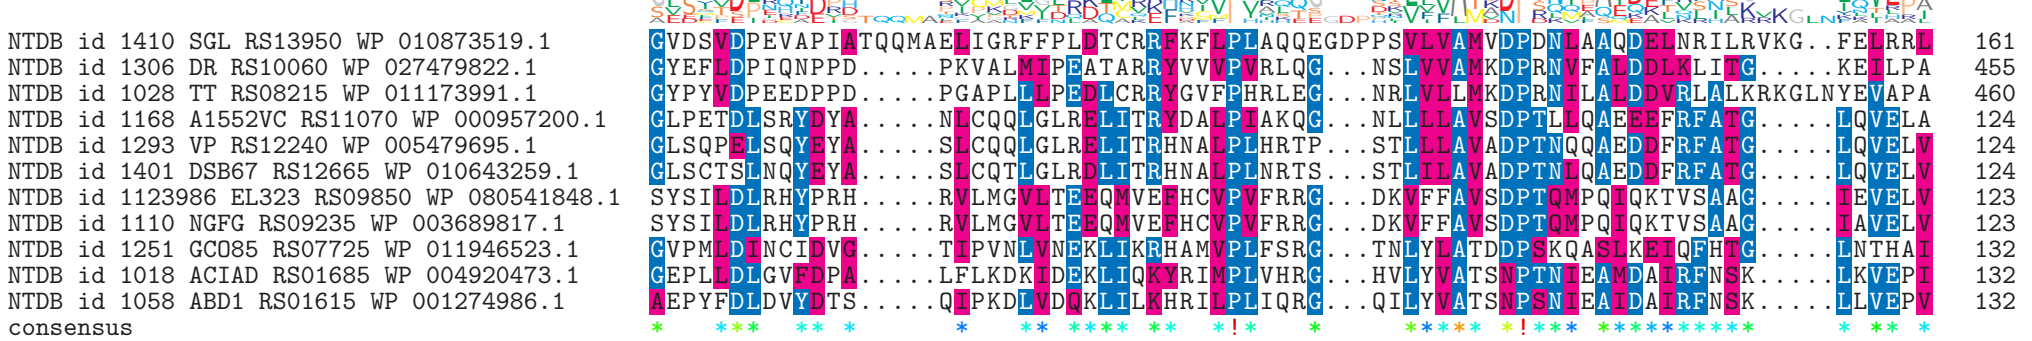 NTDB id 1410 SGL RS13950 WP 010873519.1 GVDSVDPEVAPIATQQMAELIGRFFPLDTCRRFKFLPLAQQEGDPPSVLVAMVDPDNLAAQDELNRILRVKG..FELRRL 161
NTDB id 1306 DR RS10060 WP 027479822.1 GYEFLDPIQNPPD.....PKVALMIPEATARRYVVVPVRLQG...NSLVVAMKDPRNVFALDDLKLITG.....KEILPA 455
NTDB id 1028 TT RS08215 WP 011173991.1 GYPYVDPEEDPPD.....PGAPLLLPEDLCRRYGVFPHRLEG...NRLVLLMKDPRNILALDDVRLALKRKGLNYEVAPA 460
NTDB id 1168 A1552VC RS11070 WP 000957200.1 GLPETDLSRYDYA.....NLCQQLGLRELITRYDALPIAKQG...NLLLLAVSDPTLLQAEEEFRFATG.....LQVELA 124
NTDB id 1293 VP RS12240 WP 005479695.1 GLSQPELSQYEYA.....SLCQQLGLRELITRHNALPLHRTP...STLLLAVADPTNQQAEDDFRFATG.....LQVELV 124
NTDB id 1401 DSB67 RS12665 WP 010643259.1 GLSCTSLNQYEYA.....SLCQTLGLRDLITRHNALPLNRTS...STLILAVADPTNLQAEDDFRFATG.....LQVELV 124
NTDB id 1123986 EL323 RS09850 WP 080541848.1 SYSILDLRHYPRH.....RVLMGVLTEEQMVEFHCVPVFRRG...DKVFFAVSDPTQMPQIQKTVSAAG.....IEVELV 123
NTDB id 1110 NGFG RS09235 WP 003689817.1 SYSILDLRHYPRH.....RVLMGVLTEEQMVEFHCVPVFRRG...DKVFFAVSDPTQMPQIQKTVSAAG.....IAVELV 123
NTDB id 1251 GCO85 RS07725 WP 011946523.1 GVPMLDINCIDVG.....TIPVNLVNEKLIKRHAMVPLFSRG...TNLYLATDDPSKQASLKEIQFHTG.....LNTHAI 132
NTDB id 1018 ACIAD RS01685 WP 004920473.1 GEPLLDLGVFDPA.....LFLKDKIDEKLIQKYRIMPLVHRG...HVLYVATSNPTNIEAMDAIRFNSK.....LKVEPI 132
NTDB id 1058 ABD1 RS01615 WP 001274986.1 AEPYFDLDVYDTS.....QIPKDLVDQKLILKHRILPLIQRG...QILYVATSNPSNIEAIDAIRFNSK.....LLVEPV 132
consensus * *** ** * * ** **** ** *!* * **** *!*** ********* * ** *